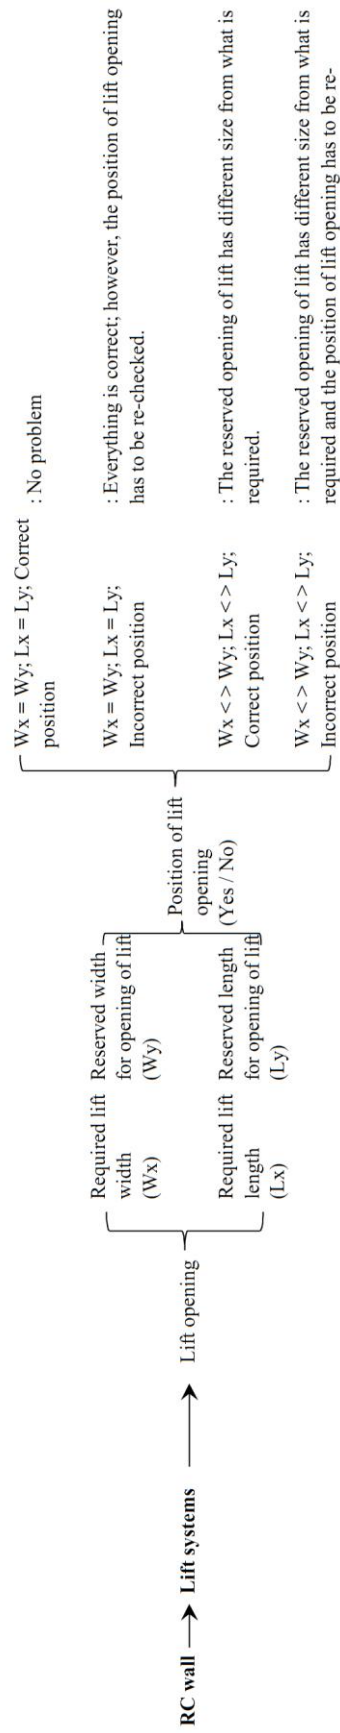 RC wall
Lift systems
Lift opening
Required lift
width
(Wx)
Reserved width
for opening of lift
(Wy)
Required lift
length
(Lx)
Reserved length
for opening of lift
(Ly)
Position of lift
opening
(Yes / No)
Wx = Wy; Lx = Ly; Correct
position
: No problem
Wx = Wy; Lx = Ly;
Incorrect position
: Everything is correct; however, the position of lift opening
has to be re-checked.
Wx < > Wy; Lx < > Ly;
Correct position
: The reserved opening of lift has different size from what is
required.
Wx < > Wy; Lx < > Ly;
Incorrect position
: The reserved opening of lift has different size from what is
required and the position of lift opening has to be re-